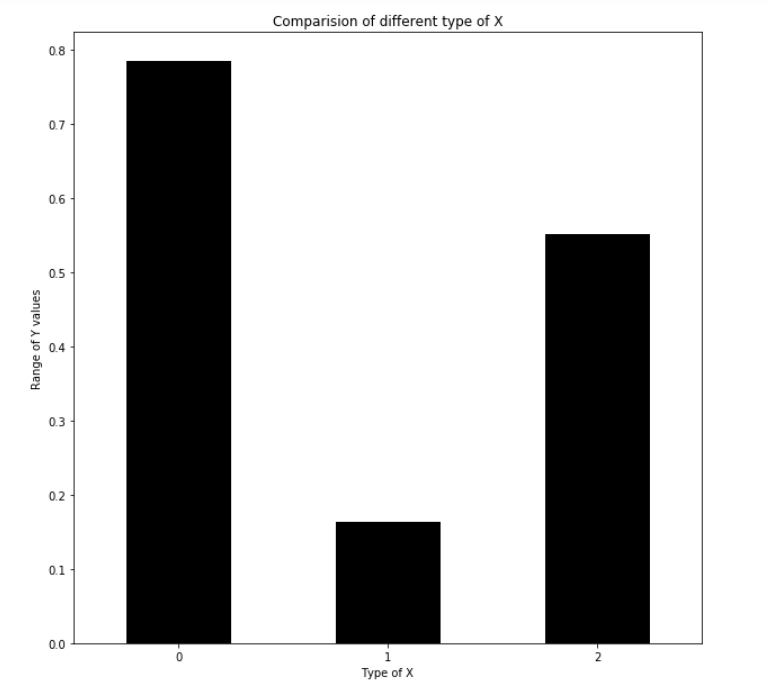 Comparision of different type of X
0.8
0.7
0.6
0.5
0.4
0.3
0.2
0.1
0.0
Range of Y values
0 1 2
Type of X